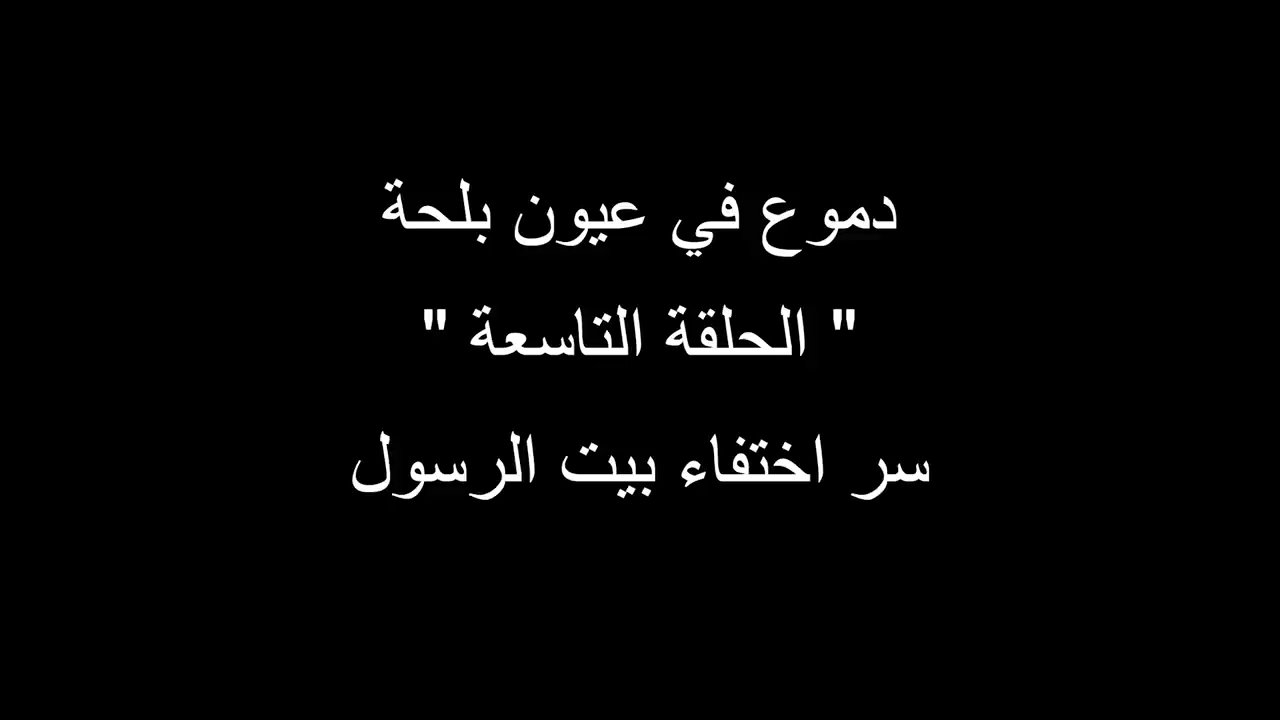 دموع في عيون بلحة
" الحلقة التاسعة "
سر اختفاء بيت الرسول